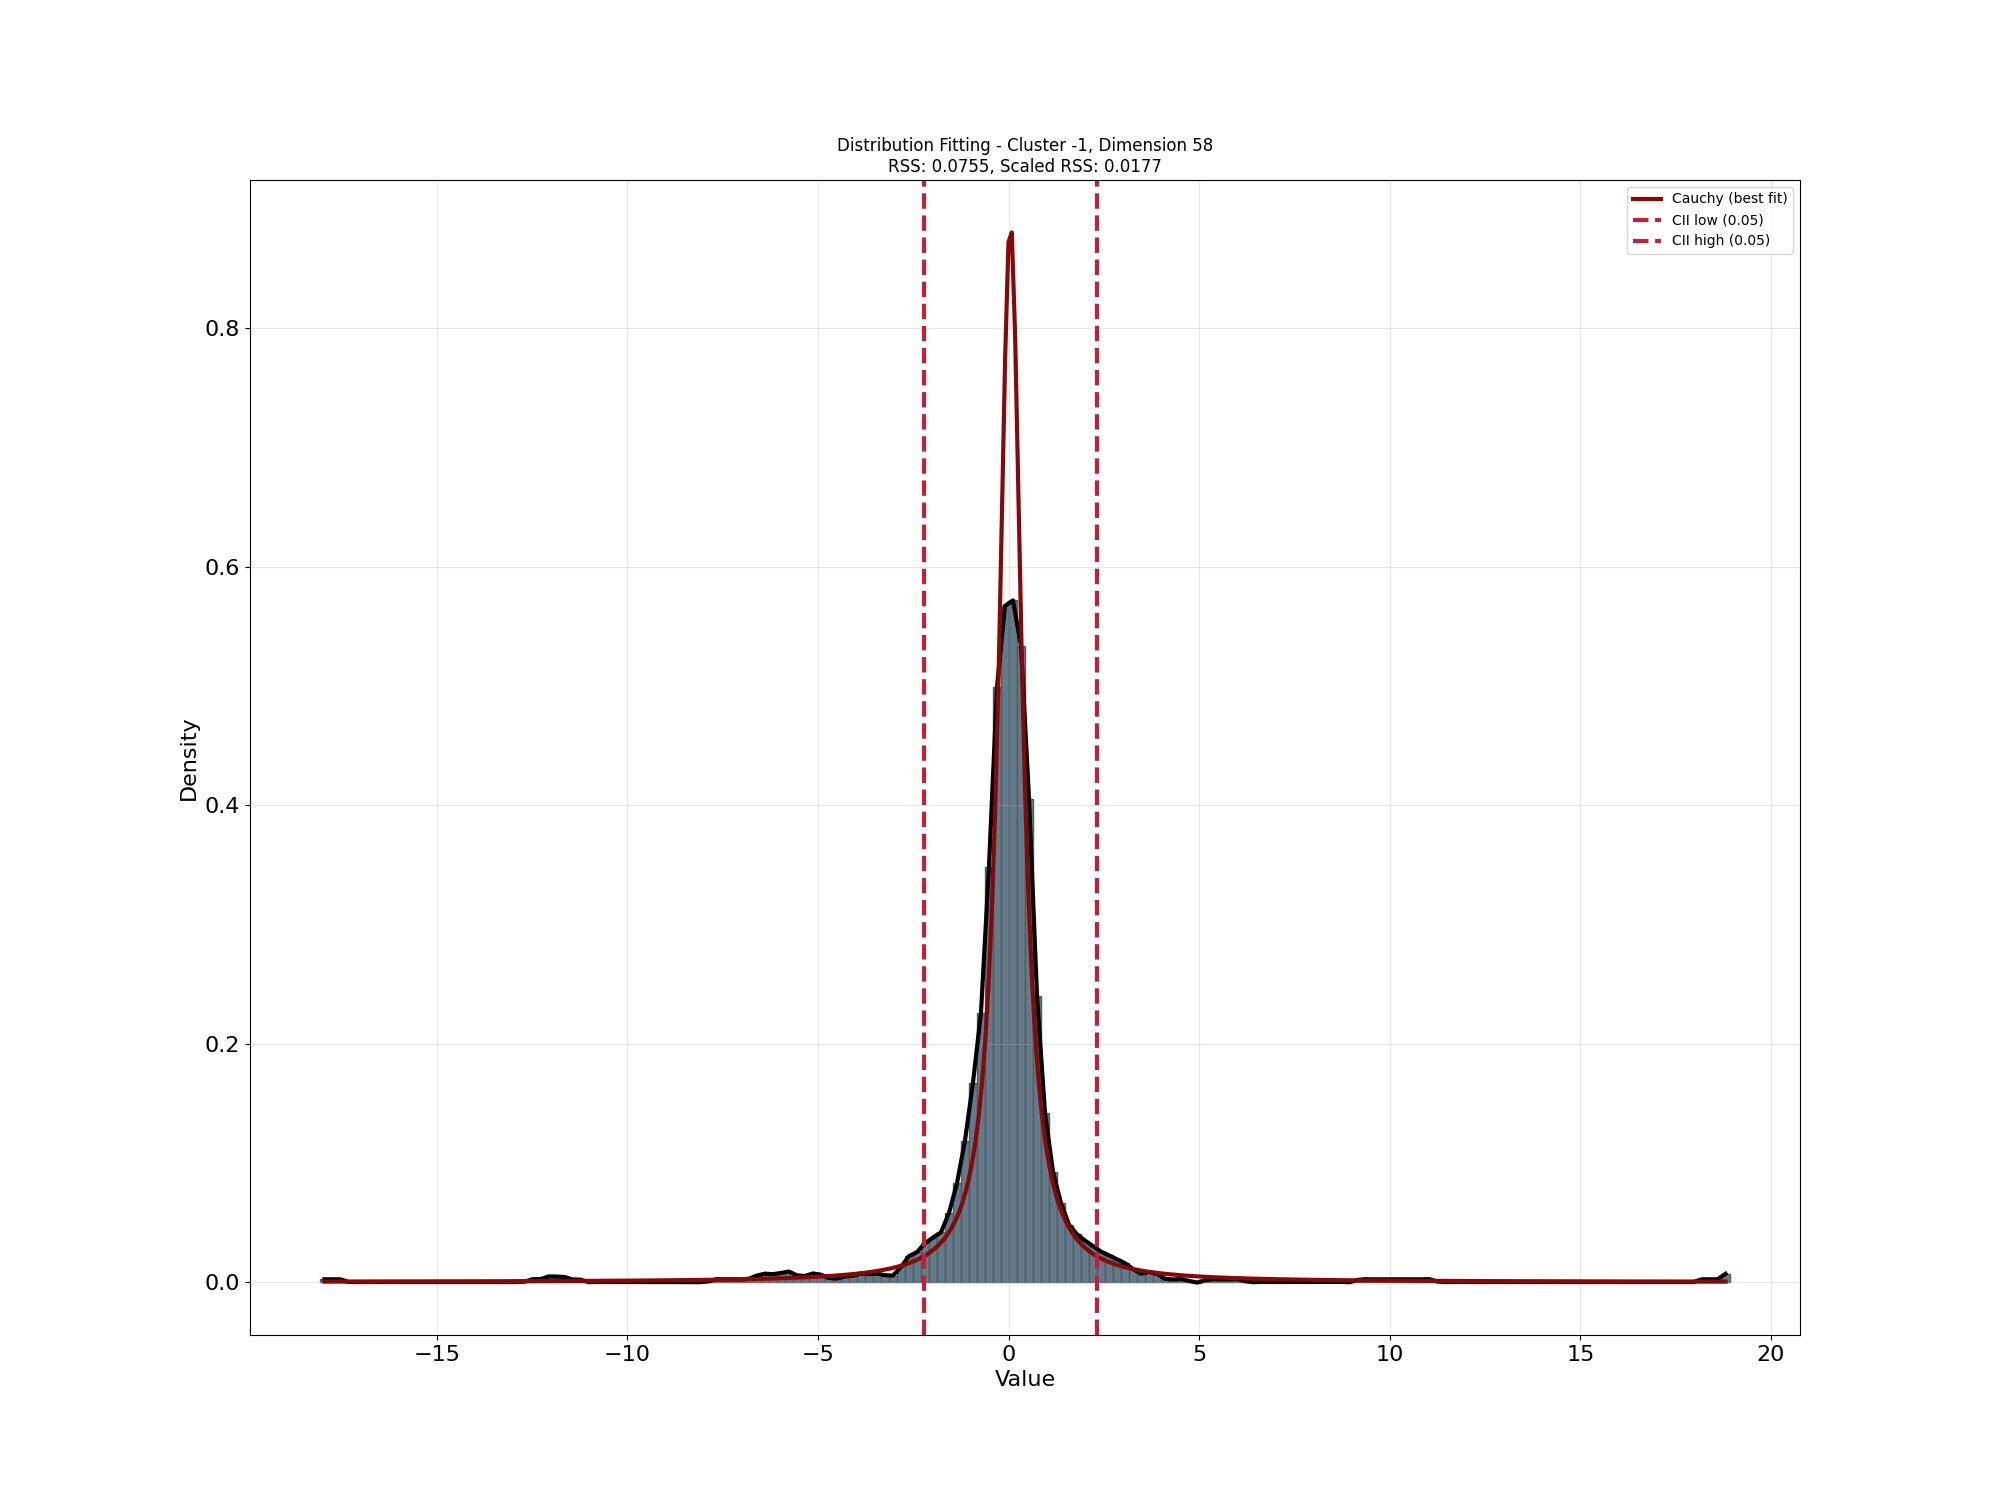 Distribution Fitting - Cluster -1, Dimension 58
RSS: 0.0755, Scaled RSS: 0.0177
Cauchy (best fit)
CII low (0.05)
CII high (0.05)
0.8
0.6
0.4
0.2
0.0
Density
−15
−10
−5
0
5
10
15
20
Value